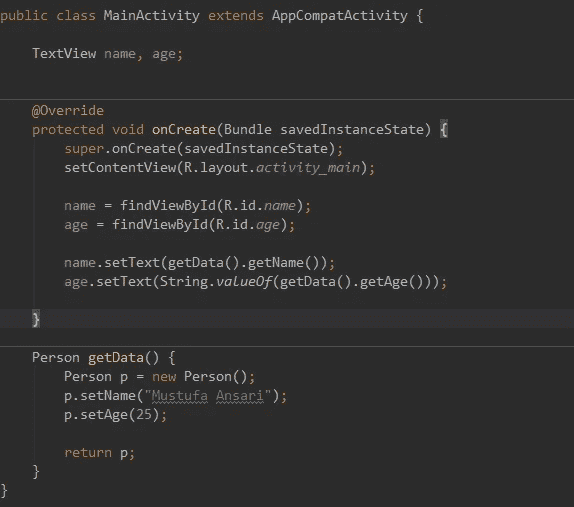 public class MainActivity extends AppCompatActivity {
TextView name, age;
@Override
protected void onCreate(Bundle savedInstanceState) {
super.onCreate(savedInstanceState);
setContentView(R.layout.activity_main);
name = findViewById(R.id.name);
age = findViewById(R.id.age);
name.setText(getData().getName());
age.setText(String.valueOf(getData().getAge()));
}
Person getData() {
Person p = new Person();
p.setName("Mustufa Ansari");
p.setAge(25);
return p;
}
}